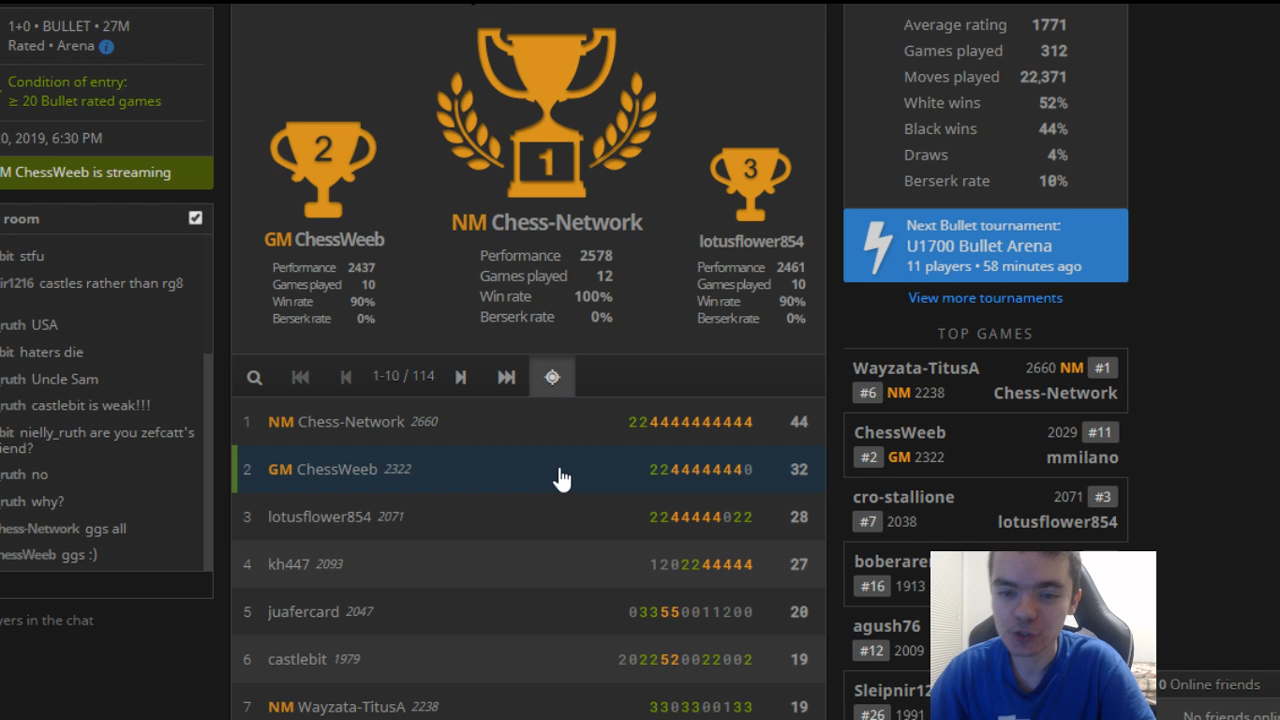 1+0 • BULLET • 27M
Rated • Arena
Condition of entry:
≥ 20 Bullet rated games
0, 2019, 6:30 PM
M ChessWeeb is streaming
room
bit stfu
ir1216 castles rather than rg8
ruth USA
bit haters die
ruth Uncle Sam
ruth castlebit is weak!!!
bit nielly_ruth are you zefcatt's
iend?
ruth no
ruth why?
hess-Network ggs all
hessWeeb ggs :)
yers in the chat
2
1
3
GM ChessWeeb
Performance 2437
Games played 10
Win rate 90%
Berserk rate 0%
NM Chess-Network
Performance 2578
Games played 12
Win rate 100%
Berserk rate 0%
lotusflower854
Performance 2461
Games played 10
Win rate 90%
Berserk rate 0%
1-10 / 114
1 NM Chess-Network 2660 224444444444 44
2 GM ChessWeeb 2322 2244444440 32
3 lotusflower854 2071 2244444022 28
4 kh447 2093 1202244444 27
5 juafercard 2047 033550011200 20
6 castlebit 1979 2022520022002 19
7 NM Wayzata-TitusA 2238 3303300133 19
Average rating 1771
Games played 312
Moves played 22,371
White wins 52%
Black wins 44%
Draws 4%
Berserk rate 10%
Next Bullet tournament:
U1700 Bullet Arena
11 players • 58 minutes ago
View more tournaments
TOP GAMES
Wayzata-TitusA 2660 NM #1
#6 NM 2238 Chess-Network
ChessWeeb 2029 #11
#2 GM 2322 mmilano
cro-stallione 2071 #3
#7 2038 lotusflower854
boberare
#16 1913
agush76
#12 2009
Sleipnir12
#26 1991
0 Online friends
No friends onli